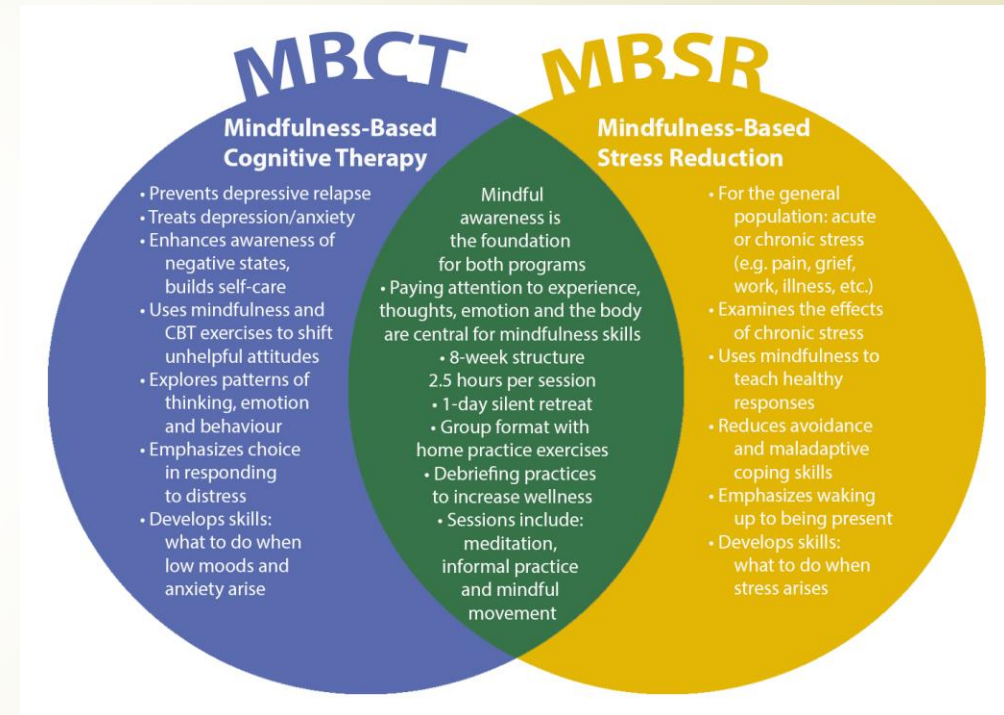 MBCT
Mindfulness-Based
Cognitive Therapy
• Prevents depressive relapse
• Treats depression/anxiety
• Enhances awareness of
negative states,
builds self-care
• Uses mindfulness and
CBT exercises to shift
unhelpful attitudes
• Explores patterns of
thinking, emotion
and behaviour
• Emphasizes choice
in responding
to distress
• Develops skills:
what to do when
low moods and
anxiety arise
Mindful
awareness is
the foundation
for both programs
• Paying attention to experience,
thoughts, emotion and the body
are central for mindfulness skills
• 8-week structure
2.5 hours per session
• 1-day silent retreat
• Group format with
home practice exercises
• Debriefing practices
to increase wellness
• Sessions include:
meditation,
informal practice
and mindful
movement
MBSR
Mindfulness-Based
Stress Reduction
• For the general
population: acute
or chronic stress
(e.g. pain, grief,
work, illness, etc.)
• Examines the effects
of chronic stress
• Uses mindfulness to
teach healthy
responses
• Reduces avoidance
and maladaptive
coping skills
• Emphasizes waking
up to being present
• Develops skills:
what to do when
stress arises